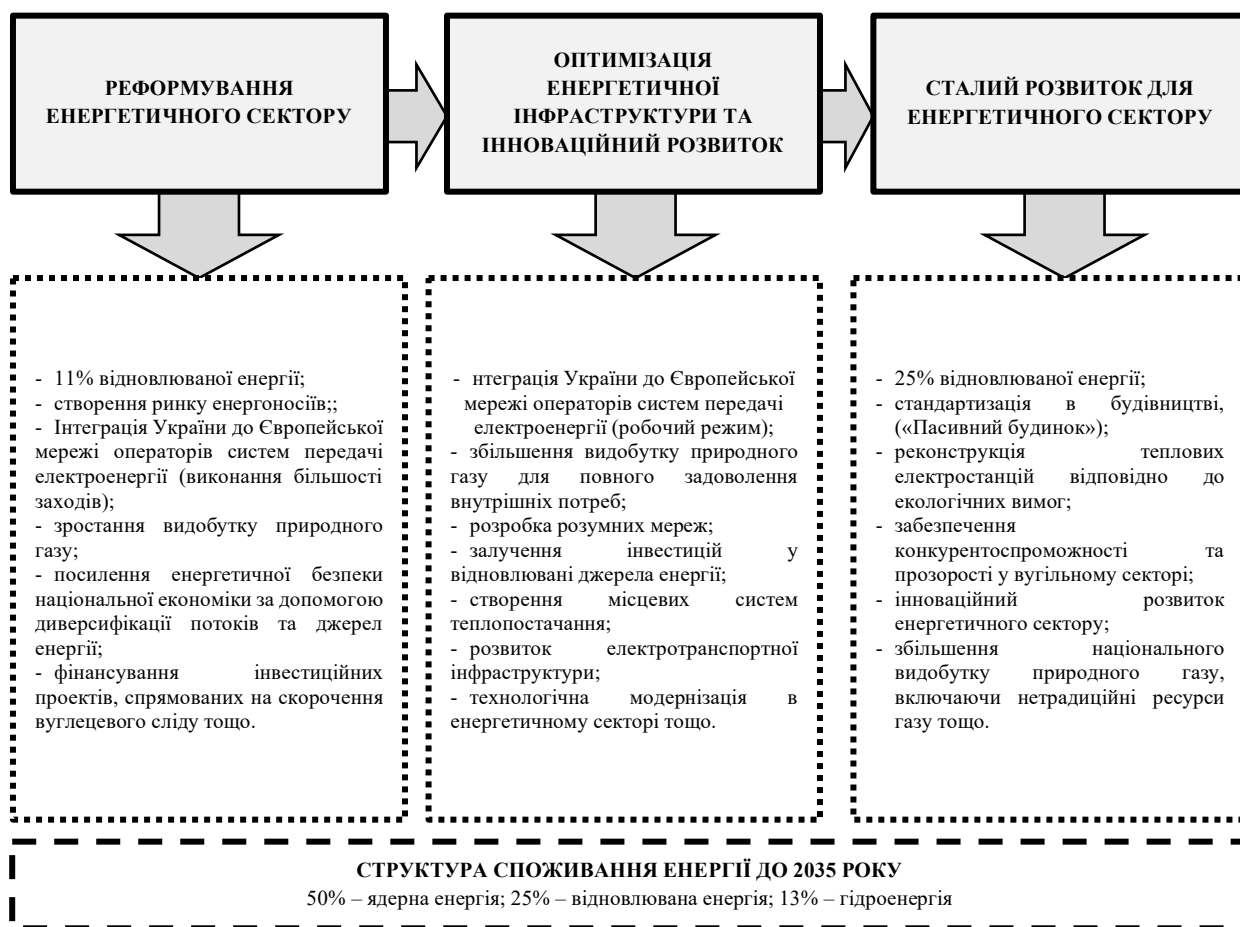 РЕФОРМУВАННЯ
ЕНЕРГЕТИЧНОГО СЕКТОРУ
ОПТИМІЗАЦІЯ
ЕНЕРГЕТИЧНОЇ
ІНФРАСТРУКТУРИ ТА
ІННОВАЦІЙНИЙ РОЗВИТОК
СТАЛИЙ РОЗВИТОК ДЛЯ
ЕНЕРГЕТИЧНОГО СЕКТОРУ
- 11% відновлюваної енергії;
- створення ринку енергоносіїв;;
- Інтеграція України до Європейської
мережі операторів систем передачі
електроенергії (виконання більшості
заходів);
- зростання видобутку природного
газу;
- посилення енергетичної безпеки
національної економіки за допомогою
диверсифікації потоків та джерел
енергії;
- фінансування інвестиційних
проектів, спрямованих на скорочення
вуглецевого сліду тощо.
- нтеграція України до Європейської
мережі операторів систем передачі
електроенергії (робочий режим);
- збільшення видобутку природного
газу для повного задоволення
внутрішніх потреб;
- розробка розумних мереж;
- залучення інвестицій у
відновлювані джерела енергії;
- створення місцевих систем
теплопостачання;
- розвиток електротранспортної
інфраструктури;
- технологічна модернізація в
енергетичному секторі тощо.
- 25% відновлюваної енергії;
- стандартизація в будівництві,
(«Пасивний будинок»);
- реконструкція теплових
електростанцій відповідно до
екологічних вимог;
- забезпечення
конкурентоспроможності та
прозорості у вугільному секторі;
- інноваційний розвиток
енергетичного сектору;
- збільшення національного
видобутку природного газу,
включаючи нетрадиційні ресурси
газу тощо.
СТРУКТУРА СПОЖИВАННЯ ЕНЕРГІЇ ДО 2035 РОКУ
50% – ядерна енергія; 25% – відновлювана енергія; 13% – гідроенергія